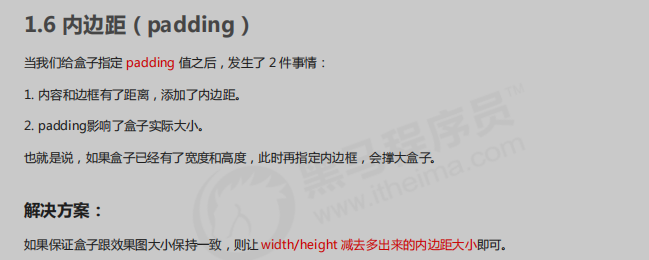 1.6 内边距（padding）
当我们给盒子指定 padding 值之后，发生了 2 件事情：
1. 内容和边框有了距离，添加了内边距。
2. padding影响了盒子实际大小。
也就是说，如果盒子已经有了宽度和高度，此时再指定内边框，会撑大盒子。
黑马程序员™
www.itheima.com
解决方案：
如果保证盒子跟效果图大小保持一致，则让 width/height 减去多出来的内边距大小即可。